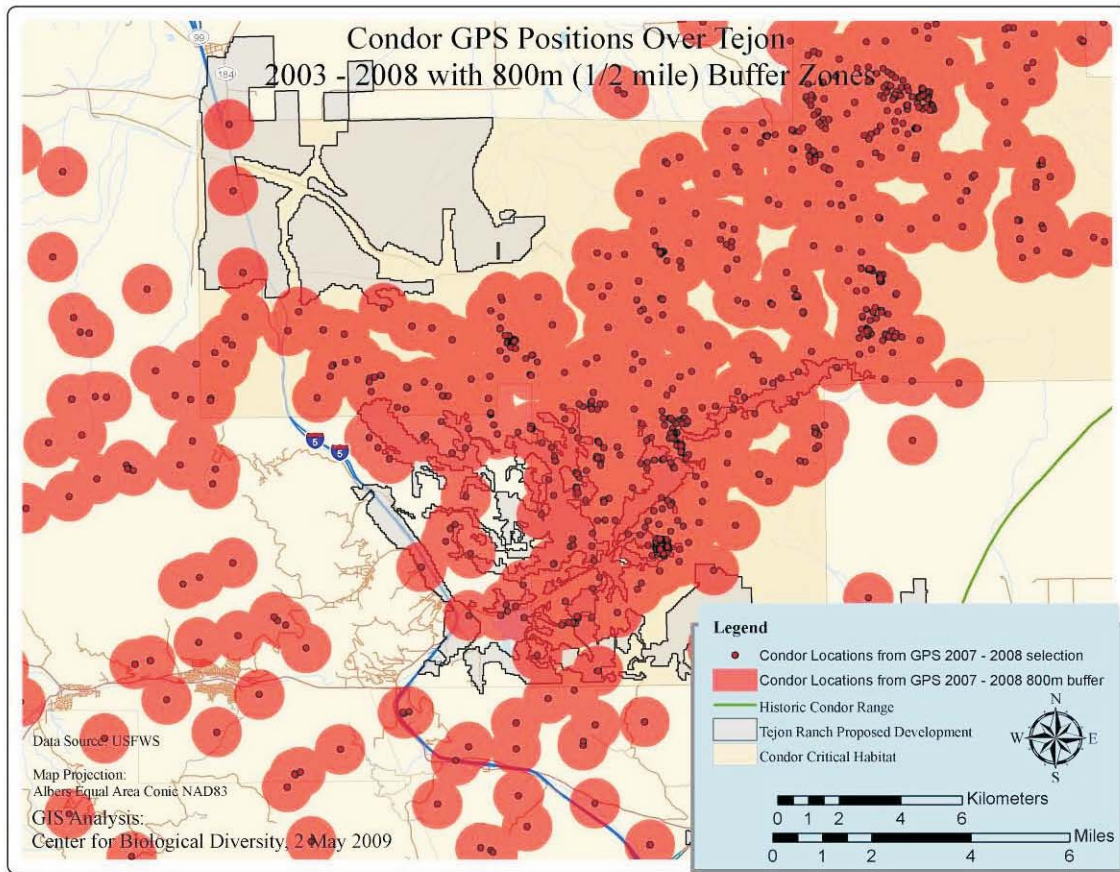 Condor GPS Positions Over Tejon
2003 - 2008 with 800m (1/2 mile) Buffer Zones
99
184
5
5
Legend
Condor Locations from GPS 2007 - 2008 selection
Condor Locations from GPS 2007 - 2008 800m buffer
Historic Condor Range
Tejon Ranch Proposed Development
Condor Critical Habitat
N
W E
S
Kilometers
0 1 2 4 6
Miles
0 1 2 4 6
Data Source: USFWS
Map Projection:
Albers Equal Area Conic NAD83
GIS Analysis:
Center for Biological Diversity, 2 May 2009